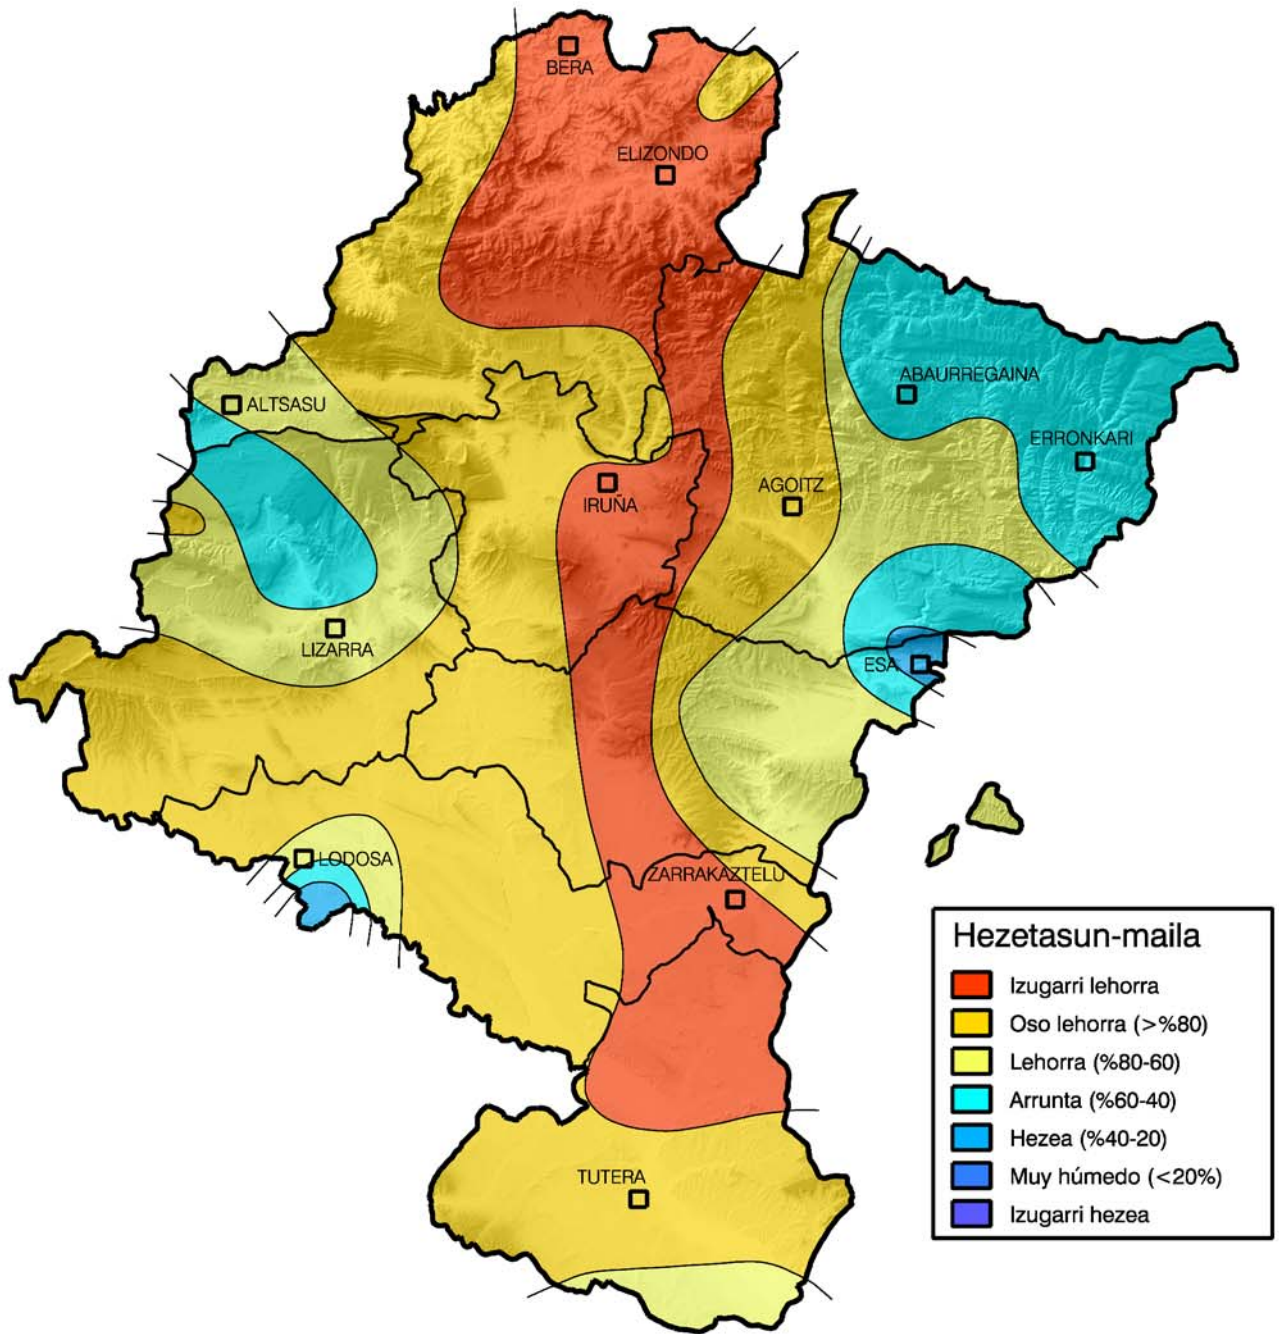 BERA
ELIZONDO
ABAURREGAINA
ALTSASU
ERRONKARI
AGOITZ
IRUÑA
LIZARRA
ESA
LODOSA
ZARRAKAZTELU
TUTERA
Hezetasun-maila
Izugarri lehorra
Oso lehorra (>%80)
Lehorra (%80-60)
Arrunta (%60-40)
Hezea (%40-20)
Muy húmedo (<20%)
Izugarri hezea